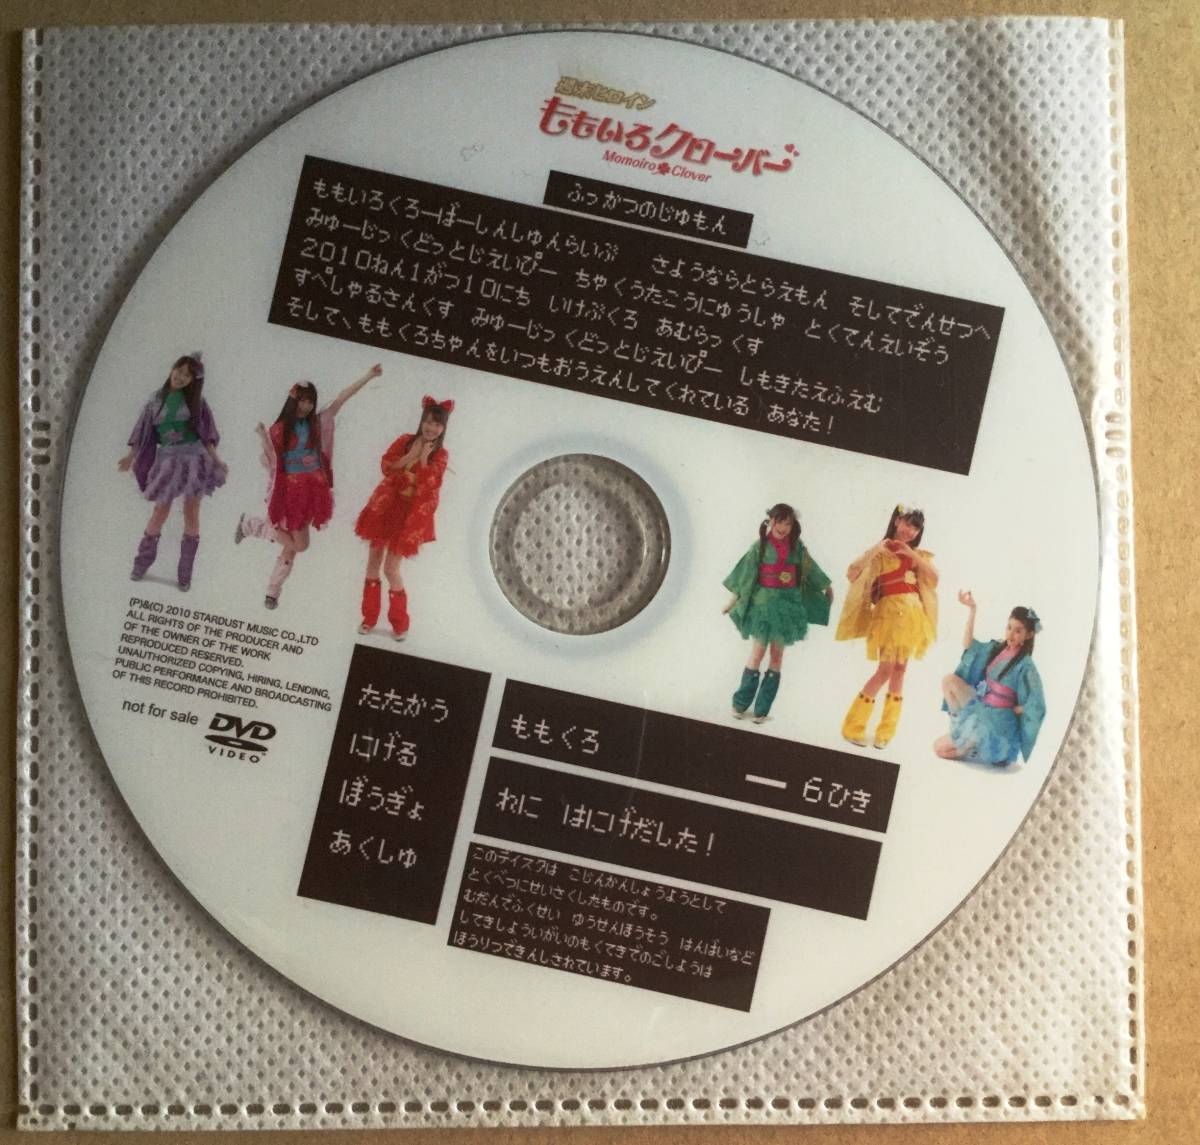 週末ヒロイン
ももいろクローバー
Momoiro Clover
ふっかつのじゅもん
ももいろくろーばーしんしゅんらいぶ　さようならとらえもん　そしてでんせつへ
みゅーじっくどっとじぇいぴー　ちゃくうたこうにゅうしゃ　とくてんえいぞう
2010ねん1がつ10にち　いけぶくろ　あむらっくす
すぺしゃるさんくす　みゅーじっくどっとじぇいぴー　しもきたえふえむ
そして、ももくろちゃんをいつもおうえんしてくれている　あなた!
(P)&(C) 2010 STARDUST MUSIC CO.,LTD
ALL RIGHTS OF THE PRODUCER AND
OF THE OWNER OF THE WORK
REPRODUCED RESERVED.
UNAUTHORIZED COPYING, HIRING, LENDING,
PUBLIC PERFORMANCE AND BROADCASTING
OF THIS RECORD PROHIBITED.
not for sale
DVD
VIDEO™
たたかう
にげる
ぼうぎょ
あくしゅ
ももくろ　ー 6ひき
れに　はにげだした!
このディスクは　こじんかんしょうようとして
とくべつにせいさくしたものです。
むだんでふくせい　ゆうせんほうそう　はんばいなど
してきしよういがいのもくてきでのごしようは
ほうりつできんしされています。